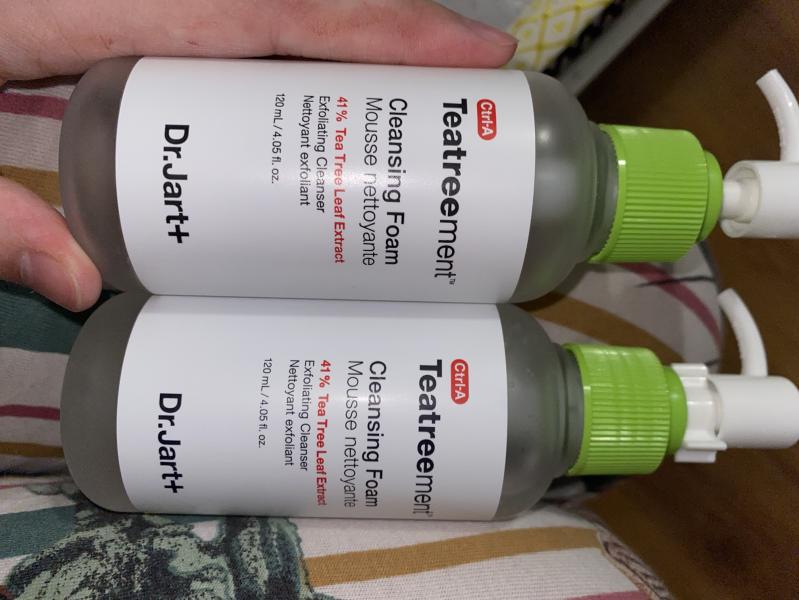 Ctrl-A
Teatreement™
Cleansing Foam
Mousse nettoyante
41% Tea Tree Leaf Extract
Exfoliating Cleanser
Nettoyant exfoliant
120 mL / 4.05 fl. oz.
Dr.Jart+
Ctrl-A
Teatreement™
Cleansing Foam
Mousse nettoyante
41% Tea Tree Leaf Extract
Exfoliating Cleanser
Nettoyant exfoliant
120 mL / 4.05 fl. oz.
Dr.Jart+